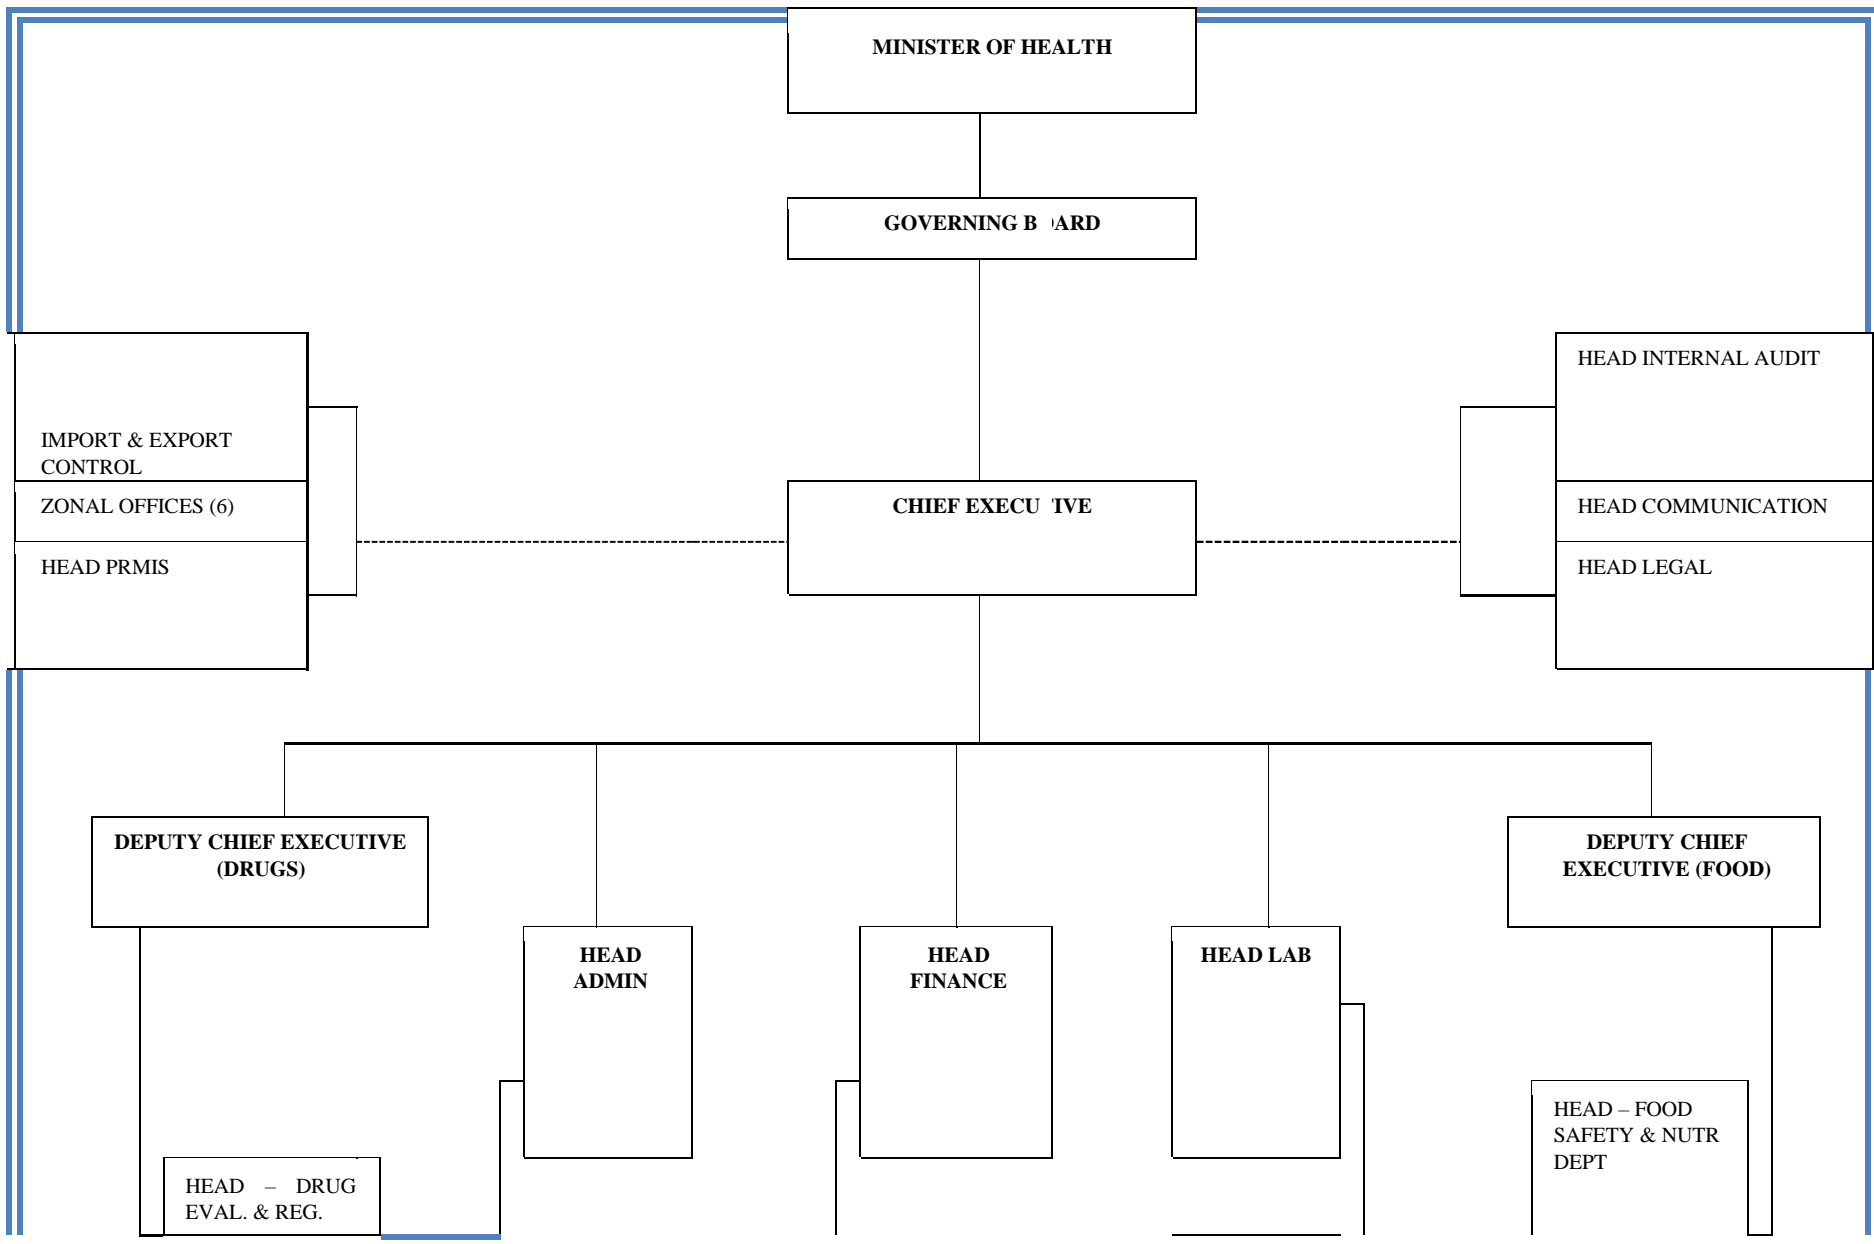 MINISTER OF HEALTH
GOVERNING B ARD
IMPORT & EXPORT
CONTROL
ZONAL OFFICES (6)
HEAD PRMIS
CHIEF EXECU IVE
HEAD INTERNAL AUDIT
HEAD COMMUNICATION
HEAD LEGAL
DEPUTY CHIEF EXECUTIVE
(DRUGS)
DEPUTY CHIEF
EXECUTIVE (FOOD)
HEAD
ADMIN
HEAD
FINANCE
HEAD LAB
HEAD – DRUG
EVAL. & REG.
HEAD – FOOD
SAFETY & NUTR
DEPT